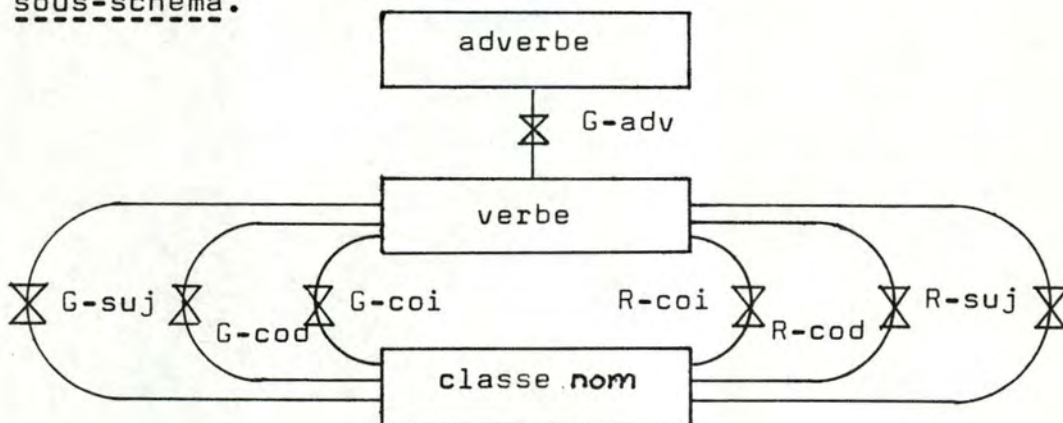 sous-schéma.
adverbe
G-adv
verbe
G-suj G-coi R-coi R-suj
G-cod R-cod
classe nom